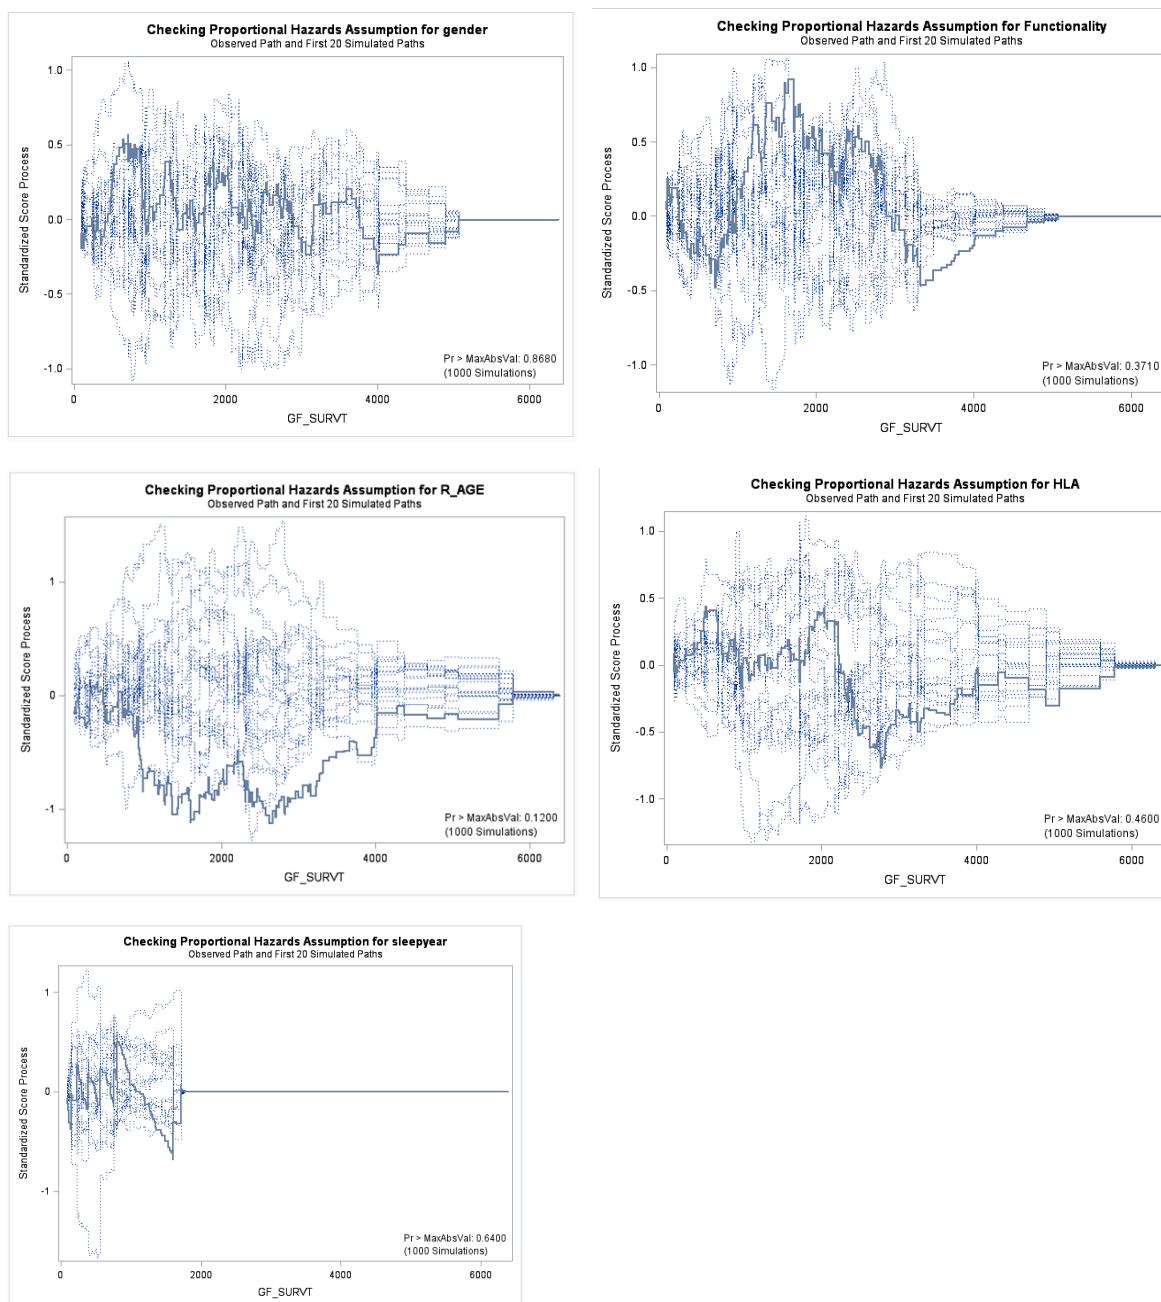 Checking Proportional Hazards Assumption for gender
Observed Path and First 20 Simulated Paths
1.0
0.5
0.0
-0.5
-1.0
Standardized Score Process
Pr > MaxAbsVal: 0.8680
(1000 Simulations)
0 2000 4000 6000
GF_SURVT
Checking Proportional Hazards Assumption for Functionality
Observed Path and First 20 Simulated Paths
1.0
0.5
0.0
-0.5
-1.0
Standardized Score Process
Pr > MaxAbsVal: 0.3710
(1000 Simulations)
0 2000 4000 6000
GF_SURVT
Checking Proportional Hazards Assumption for R_AGE
Observed Path and First 20 Simulated Paths
1
0
-1
Standardized Score Process
Pr > MaxAbsVal: 0.1200
(1000 Simulations)
0 2000 4000 6000
GF_SURVT
Checking Proportional Hazards Assumption for HLA
Observed Path and First 20 Simulated Paths
1.0
0.5
0.0
-0.5
-1.0
Standardized Score Process
Pr > MaxAbsVal: 0.4600
(1000 Simulations)
0 2000 4000 6000
GF_SURVT
Checking Proportional Hazards Assumption for sleepyear
Observed Path and First 20 Simulated Paths
1
0
-1
Standardized Score Process
Pr > MaxAbsVal: 0.6400
(1000 Simulations)
0 2000 4000 6000
GF_SURVT